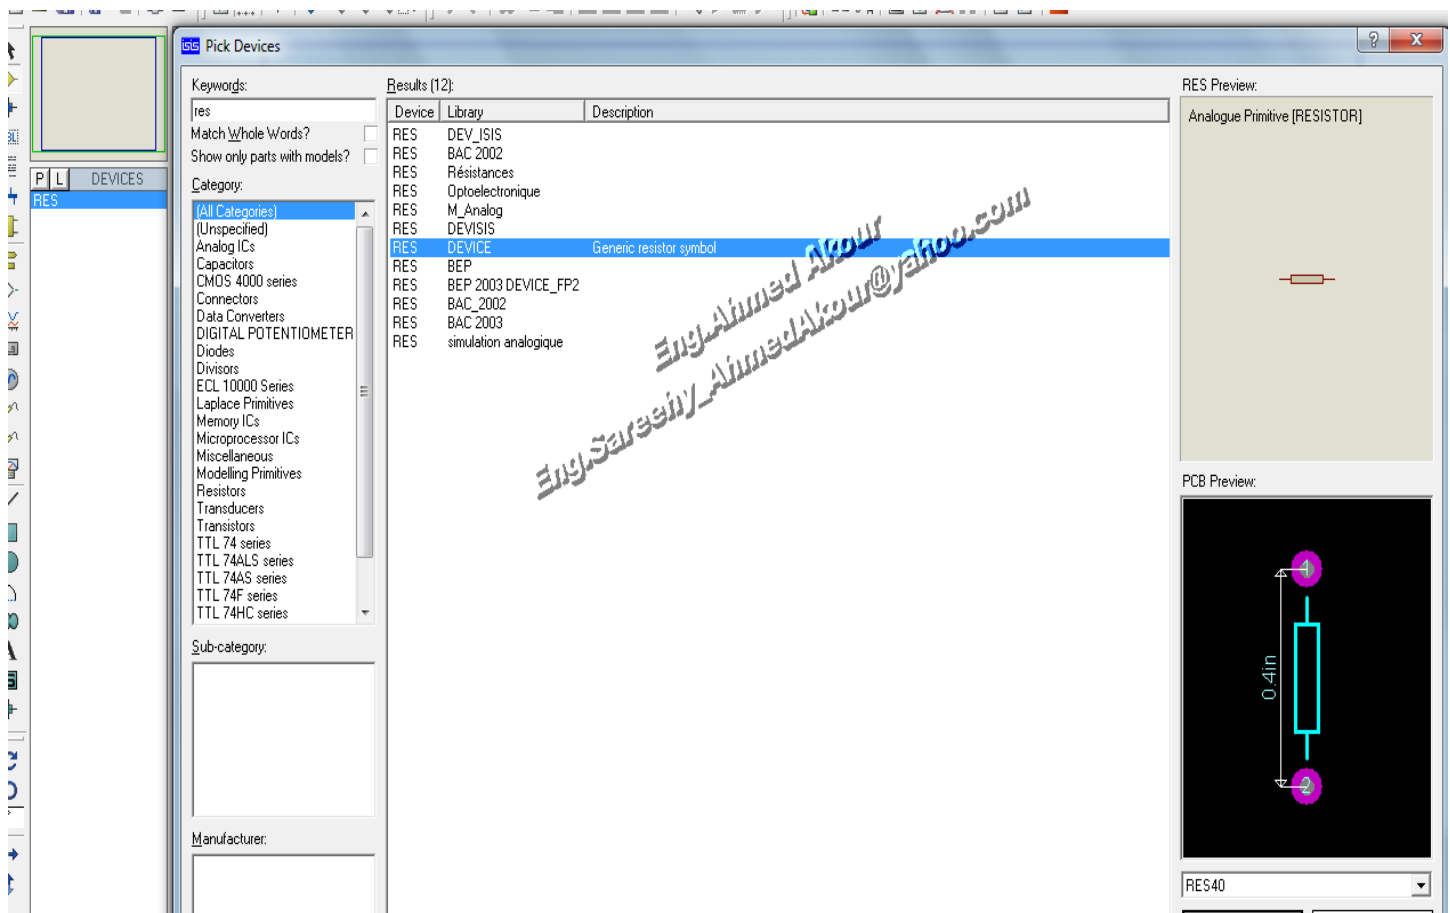 Pick Devices
Keywords:
res
Match Whole Words?
Show only parts with models?
Category:
(All Categories)
(Unspecified)
Analog ICs
Capacitors
CMOS 4000 series
Connectors
Data Converters
DIGITAL POTENTIOMETER
Diodes
Divisors
ECL 10000 Series
Laplace Primitives
Memory ICs
Microprocessor ICs
Miscellaneous
Modelling Primitives
Resistors
Transducers
Transistors
TTL 74 series
TTL 74ALS series
TTL 74AS series
TTL 74F series
TTL 74HC series
Sub-category:
Manufacturer:
P L DEVICES
RES
Results (12):
Device Library Description
RES DEV_ISIS
RES BAC 2002
RES Résistances
RES Optoelectronique
RES M_Analog
RES DEVISIS
RES DEVICE Generic resistor symbol
RES BEP
RES BEP 2003 DEVICE_FP2
RES BAC_2002
RES BAC 2003
RES simulation analogique
Eng.Ahmed Akour
Eng.Sareehy_AhmedAkour@yahoo.com
RES Preview:
Analogue Primitive [RESISTOR]
PCB Preview:
1
0.4in
2
RES40